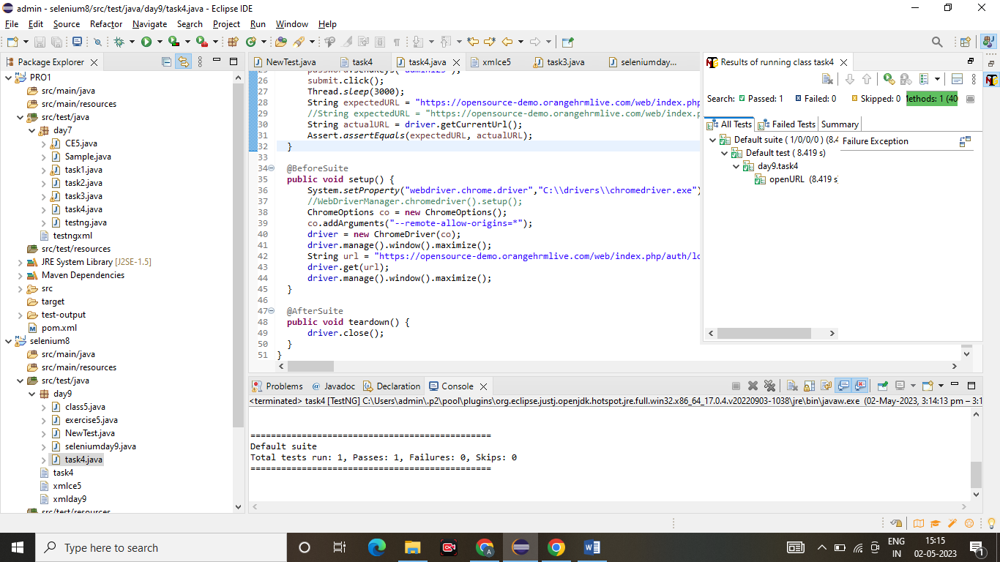 admin - selenium8/src/test/java/day9/task4.java - Eclipse IDE
File Edit Source Refactor Navigate Search Project Run Window Help
Package Explorer
PRO1
src/main/java
src/main/resources
src/test/java
day7
CE5.java
Sample.java
task1.java
task2.java
task3.java
task4.java
testng.java
testngxml
src/test/resources
JRE System Library [J2SE-1.5]
Maven Dependencies
src
target
test-output
pom.xml
selenium8
src/main/java
src/main/resources
src/test/java
day9
class5.java
exercise5.java
NewTest.java
seleniumday9.java
task4.java
task4
xmlce5
xmlday9
src/test/resources
NewTest.java task4 task4.java xmlce5 task3.java seleniumday...
26 submit.click();
27 Thread.sleep(3000);
28 String expectedURL = "https://opensource-demo.orangehrmlive.com/web/index.php
29 //String expectedURL = "https://opensource-demo.orangehrmlive.com/web/index.p
30 String actualURL = driver.getCurrentUrl();
31 Assert.assertEquals(expectedURL, actualURL);
32 }
33
34 @BeforeSuite
35 public void setup() {
36 System.setProperty("webdriver.chrome.driver","C:\\drivers\\chromedriver.exe")
37 //WebDriverManager.chromedriver().setup();
38 ChromeOptions co = new ChromeOptions();
39 co.addArguments("--remote-allow-origins=*");
40 driver = new ChromeDriver(co);
41 driver.manage().window().maximize();
42 String url = "https://opensource-demo.orangehrmlive.com/web/index.php/auth/lo
43 driver.get(url);
44 driver.manage().window().maximize();
45 }
46
47 @AfterSuite
48 public void teardown() {
49 driver.close();
50 }
51 }
Results of running class task4
Search: Passed: 1 Failed: 0 Skipped: 0 Methods: 1 (40
All Tests Failed Tests Summary
Default suite ( 1/0/0/0 ) (8.4
Default test ( 8.419 s)
day9.task4
openURL (8.419 s
Failure Exception
Problems Javadoc Declaration Console
<terminated> task4 [TestNG] C:\Users\admin\.p2\pool\plugins\org.eclipse.justj.openjdk.hotspot.jre.full.win32.x86_64_17.0.4.v20220903-1038\jre\bin\javaw.exe (02-May-2023, 3:14:13 pm – 3:1
===============================================
Default suite
Total tests run: 1, Passes: 1, Failures: 0, Skips: 0
===============================================
Type here to search
ENG
IN
15:15
02-05-2023
1